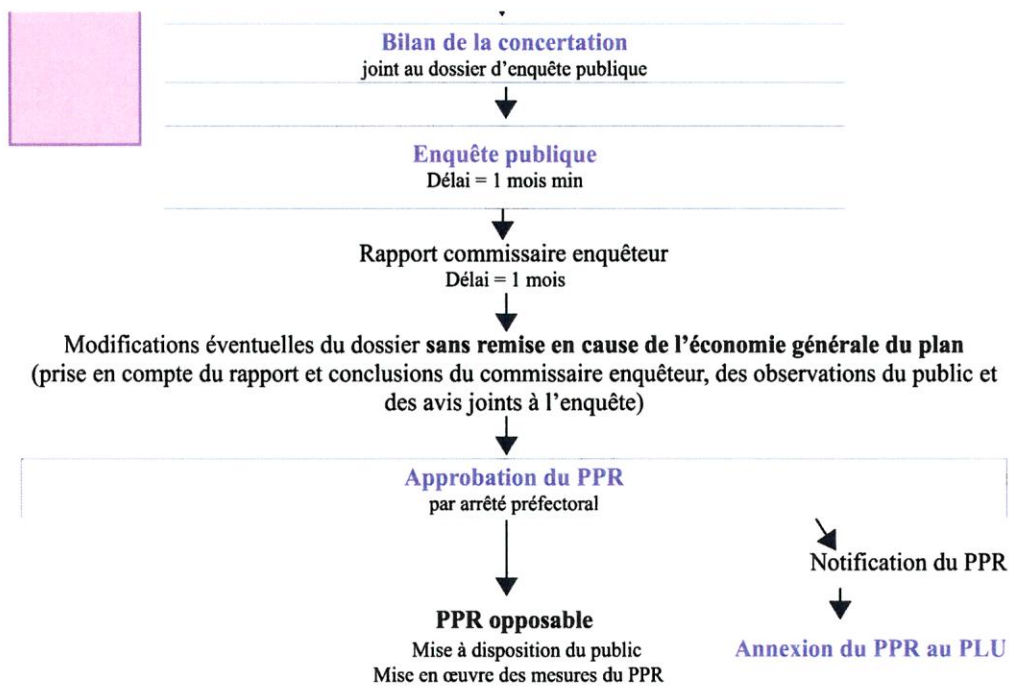 Bilan de la concertation
joint au dossier d'enquête publique
Enquête publique
Délai = 1 mois min
Rapport commissaire enquêteur
Délai = 1 mois
Modifications éventuelles du dossier sans remise en cause de l'économie générale du plan
(prise en compte du rapport et conclusions du commissaire enquêteur, des observations du public et
des avis joints à l'enquête)
Approbation du PPR
par arrêté préfectoral
Notification du PPR
PPR opposable
Mise à disposition du public
Mise en œuvre des mesures du PPR
Annexion du PPR au PLU